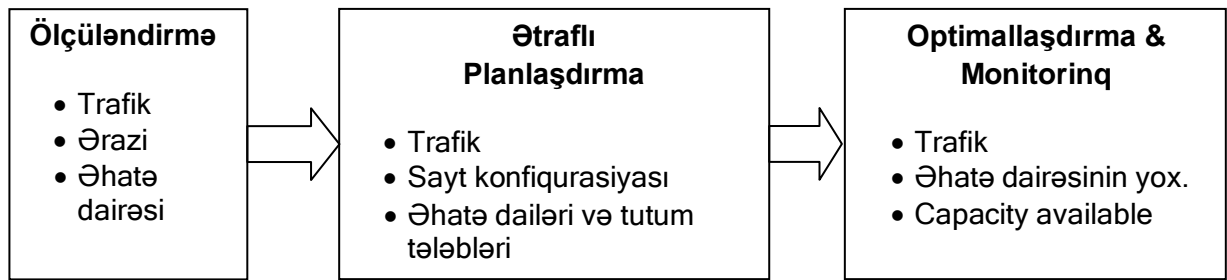 Ölçüləndirmə
• Trafik
• Ərazi
• Əhatə
dairəsi
Ətraflı
Planlaşdırma
• Trafik
• Sayt konfiqurasiyası
• Əhatə dailəri və tutum
tələbləri
Optimallaşdırma &
Monitorinq
• Trafik
• Əhatə dairəsinin yox.
• Capacity available